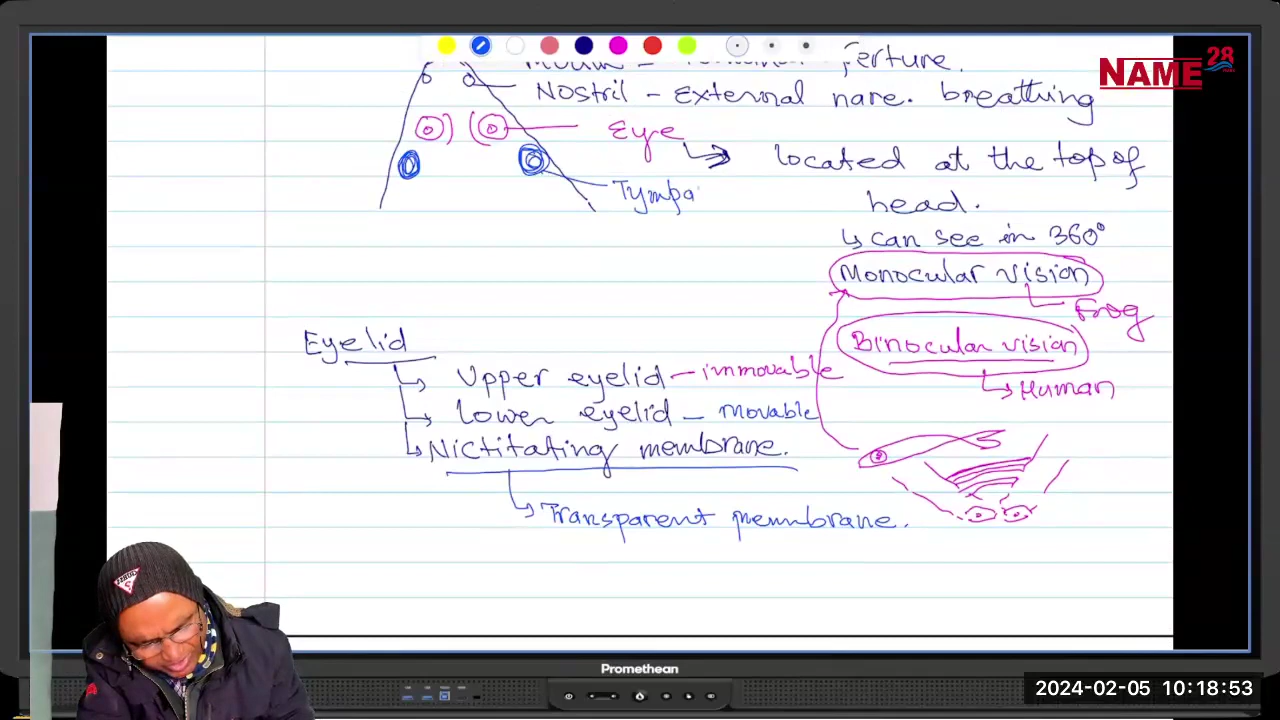 NAME 28
Nostril - External nare. breathing
Eye
located at the top of
head.
Tympa
can see in 360°
Monocular vision
Frog
Binocular vision
Human
Eyelid
Upper eyelid - immovable
Lower eyelid - Movable
Nictitating membrane.
Transparent membrane.
Promethean
2024-02-05 10:18:53